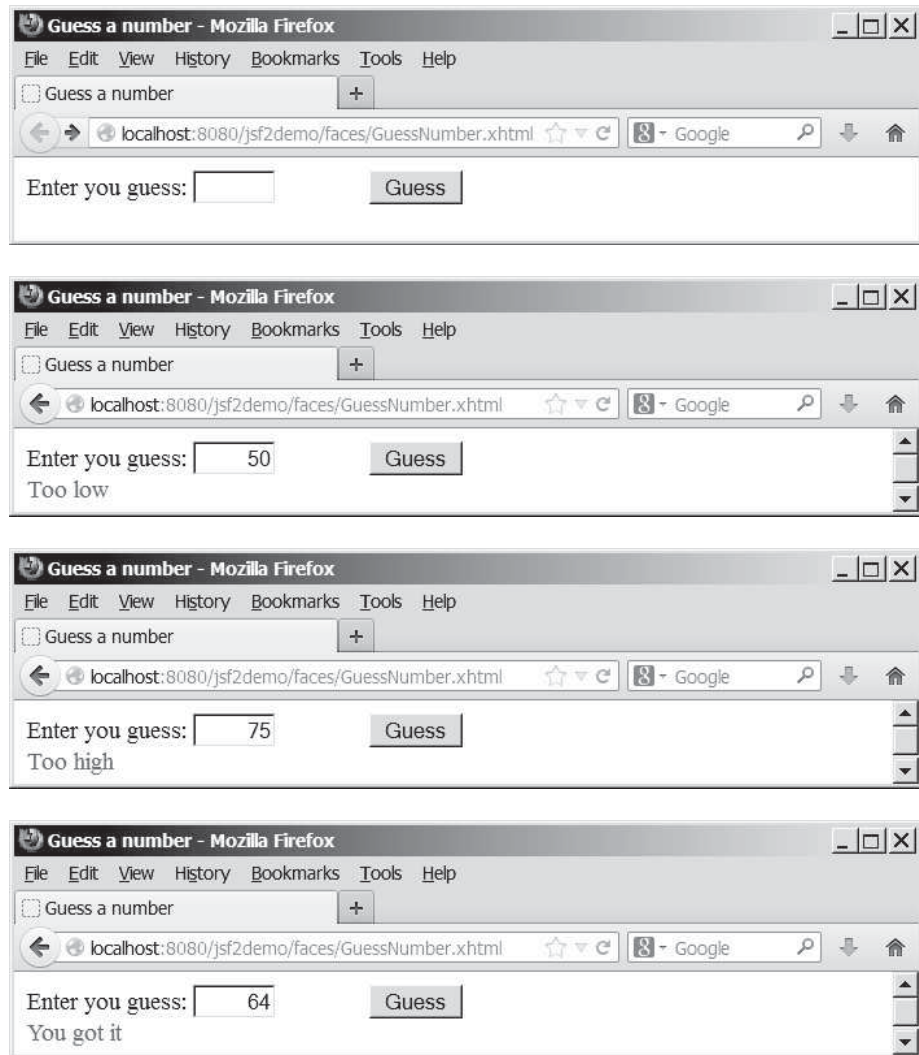 Guess a number - Mozilla Firefox
File Edit View History Bookmarks Tools Help
Guess a number +
localhost:8080/jsf2demo/faces/GuessNumber.xhtml 8 Google
Enter you guess: Guess
Guess a number - Mozilla Firefox
File Edit View History Bookmarks Tools Help
Guess a number +
localhost:8080/jsf2demo/faces/GuessNumber.xhtml 8 Google
Enter you guess: 50 Guess
Too low
Guess a number - Mozilla Firefox
File Edit View History Bookmarks Tools Help
Guess a number +
localhost:8080/jsf2demo/faces/GuessNumber.xhtml 8 Google
Enter you guess: 75 Guess
Too high
Guess a number - Mozilla Firefox
File Edit View History Bookmarks Tools Help
Guess a number +
localhost:8080/jsf2demo/faces/GuessNumber.xhtml 8 Google
Enter you guess: 64 Guess
You got it